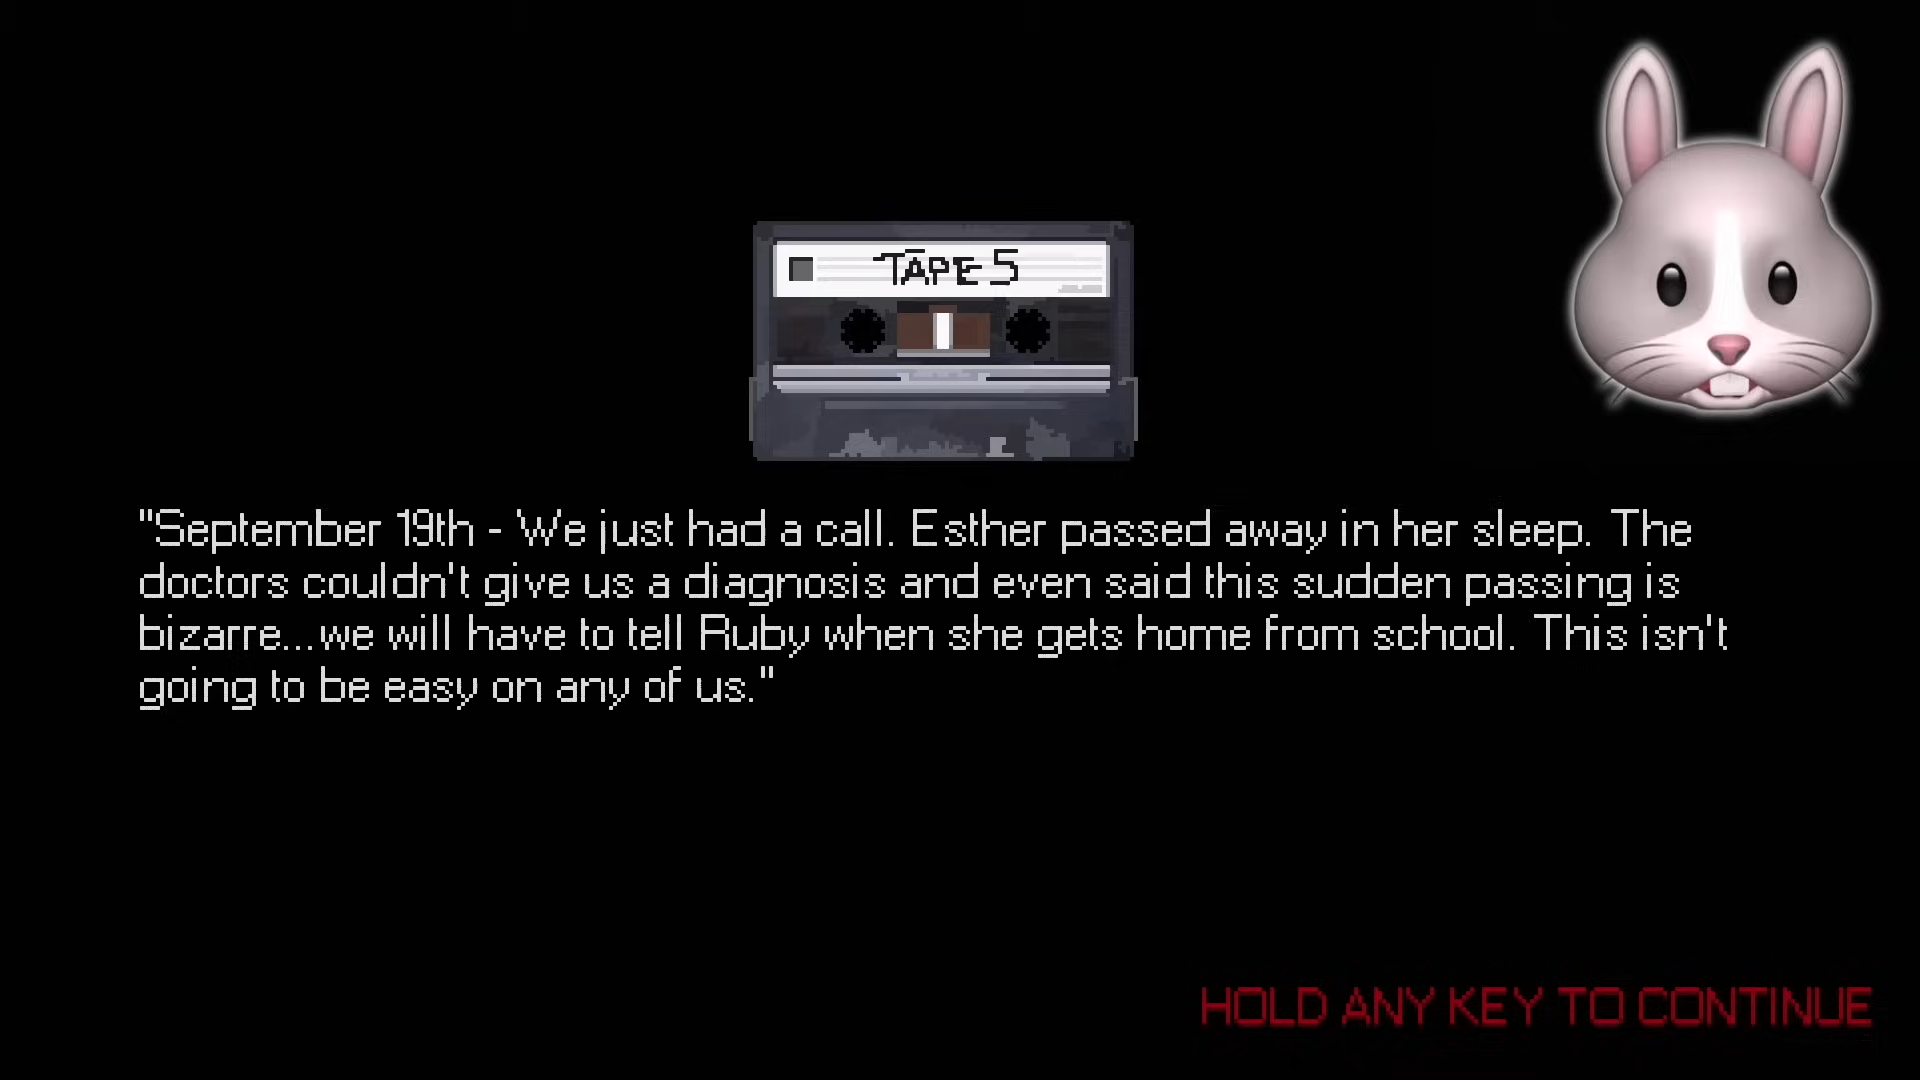 TAPE 5
"September 19th - We just had a call. Esther passed away in her sleep. The
doctors couldn't give us a diagnosis and even said this sudden passing is
bizarre...we will have to tell Ruby when she gets home from school. This isn't
going to be easy on any of us."
HOLD ANY KEY TO CONTINUE